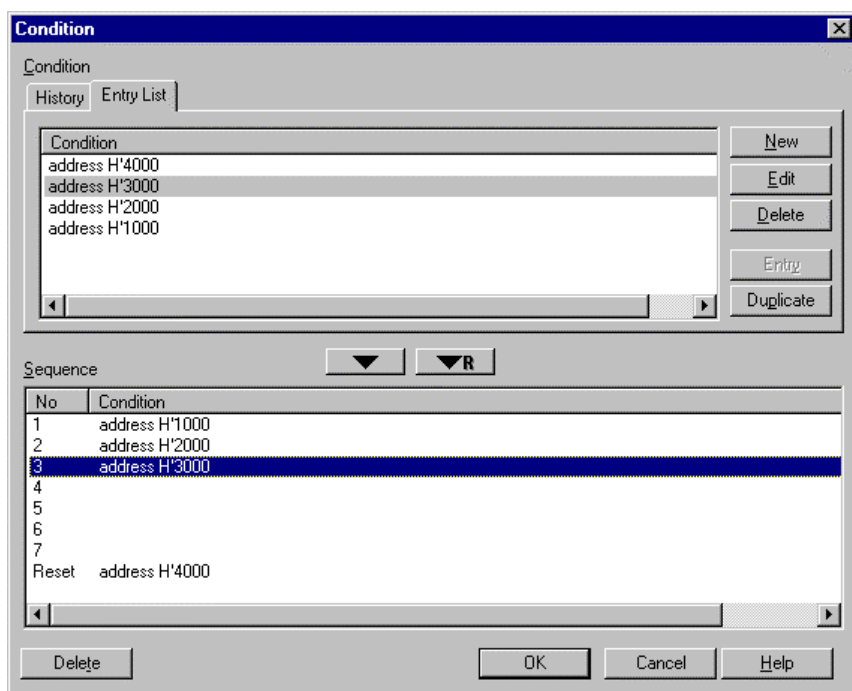 Condition
Condition
History Entry List
Condition
address H'4000
address H'3000
address H'2000
address H'1000
New
Edit
Delete
Entry
Duplicate
R
Sequence
No Condition
1 address H'1000
2 address H'2000
3 address H'3000
4
5
6
7
Reset address H'4000
Delete OK Cancel Help